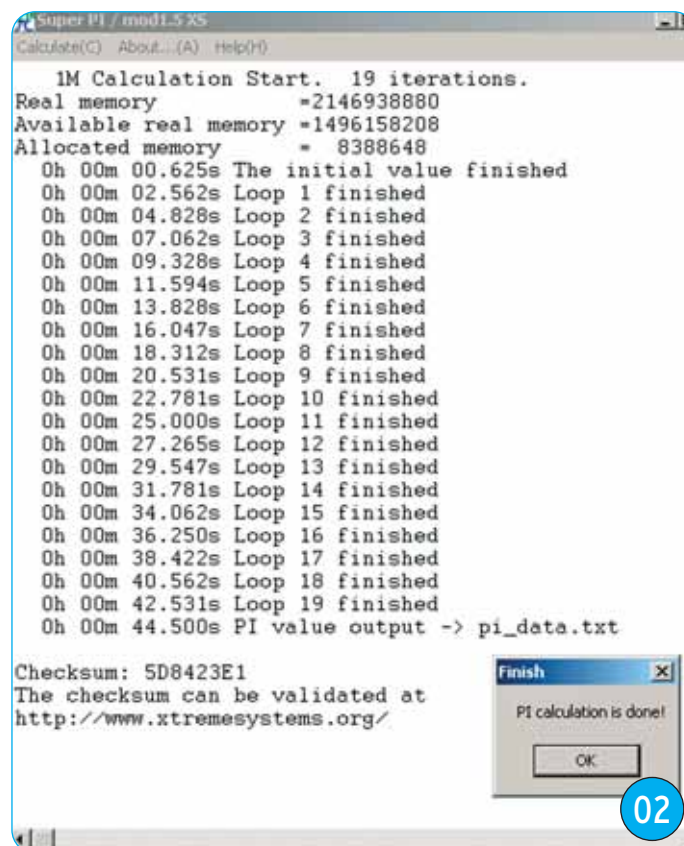 Super PI / mod1.5 XS
Calculate(C) About...(A) Help(H)
1M Calculation Start. 19 iterations.
Real memory =2146938880
Available real memory =1496158208
Allocated memory = 8388648
0h 00m 00.625s The initial value finished
0h 00m 02.562s Loop 1 finished
0h 00m 04.828s Loop 2 finished
0h 00m 07.062s Loop 3 finished
0h 00m 09.328s Loop 4 finished
0h 00m 11.594s Loop 5 finished
0h 00m 13.828s Loop 6 finished
0h 00m 16.047s Loop 7 finished
0h 00m 18.312s Loop 8 finished
0h 00m 20.531s Loop 9 finished
0h 00m 22.781s Loop 10 finished
0h 00m 25.000s Loop 11 finished
0h 00m 27.265s Loop 12 finished
0h 00m 29.547s Loop 13 finished
0h 00m 31.781s Loop 14 finished
0h 00m 34.062s Loop 15 finished
0h 00m 36.250s Loop 16 finished
0h 00m 38.422s Loop 17 finished
0h 00m 40.562s Loop 18 finished
0h 00m 42.531s Loop 19 finished
0h 00m 44.500s PI value output -> pi_data.txt
Checksum: 5D8423E1
The checksum can be validated at
http://www.xtremesystems.org/
Finish
PI calculation is done!
OK
02